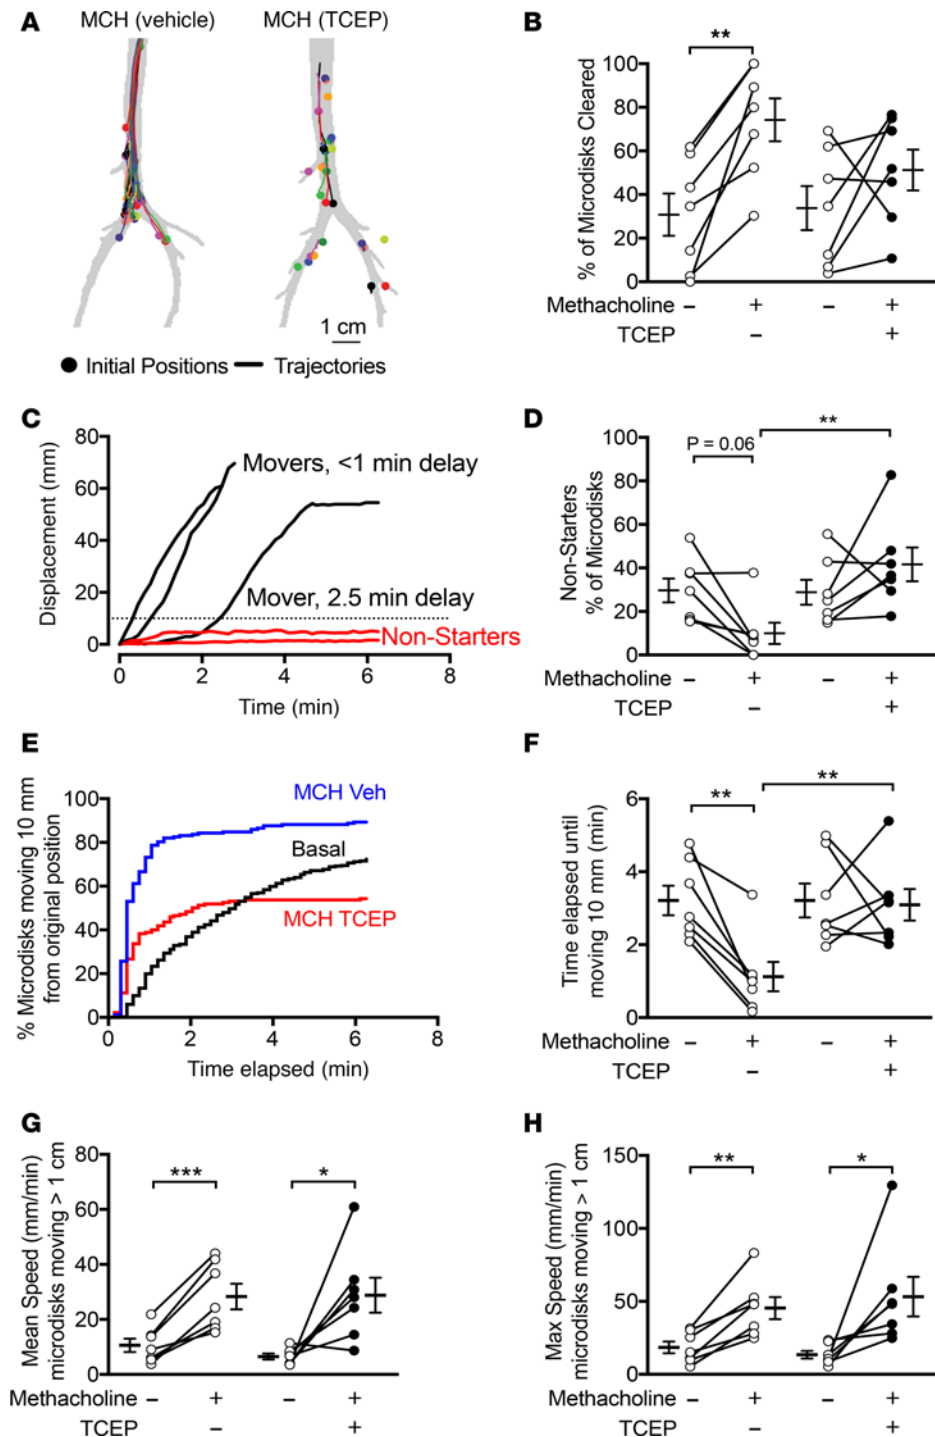 A
MCH (vehicle)
MCH (TCEP)
1 cm
Initial Positions
Trajectories
B
**
% of Microdisks Cleared
100
80
60
40
20
0
Methacholine – + – +
TCEP – +
C
Displacement (mm)
80
60
40
20
0
Movers, <1 min delay
Mover, 2.5 min delay
Non-Starters
0 2 4 6 8
Time (min)
D
**
P = 0.06
Non-Starters
% of Microdisks
100
80
60
40
20
0
Methacholine – + – +
TCEP – +
E
% Microdisks moving 10 mm
from original position
100
80
60
40
20
0
MCH Veh
Basal
MCH TCEP
0 2 4 6 8
Time elapsed (min)
F
**
**
Time elapsed until
moving 10 mm (min)
6
4
2
0
Methacholine – + – +
TCEP – +
G
*** *
Mean Speed (mm/min)
microdisks moving > 1 cm
80
60
40
20
0
Methacholine – + – +
TCEP – +
H
** *
Max Speed (mm/min)
microdisks moving > 1 cm
150
100
50
0
Methacholine – + – +
TCEP – +